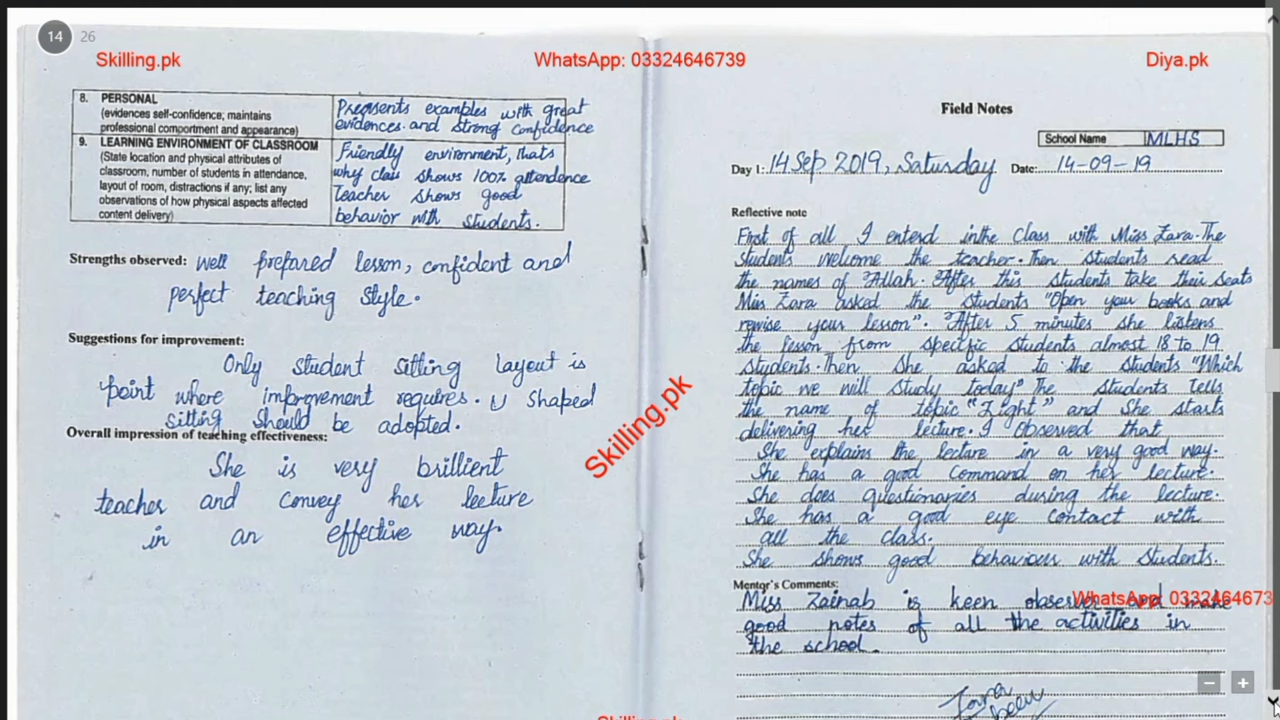 14 26
Skilling.pk
WhatsApp: 03324646739
Diya.pk
8. PERSONAL
(evidences self-confidence; maintains
professional comportment and appearance)
Preasents examples with great
evidences and strong confidence
9. LEARNING ENVIRONMENT OF CLASSROOM
(State location and physical attributes of
classroom, number of students in attendance,
layout of room, distractions if any; list any
observations of how physical aspects affected
content delivery)
Friendly environment, thats
why class shows 100% attendence
Teacher shows good
behavior with students.
Strengths observed: well prefared lesson, confident and
perfect teaching style.
Suggestions for improvement:
Only student sitting layout is
point where improvement requires. U shaped
sitting should be adopted.
Overall impression of teaching effectiveness:
She is very brillient
teacher and convey her lecture
in an effective way.
Skilling.pk
Field Notes
School Name MLHS
Day 1: 14 Sep 2019, Saturday Date: 14-09-19
Reflective note
First of all I enterd in the class with Miss Zara. The
students welcome the teacher. Then students read
the names of Allah. After this students take their seats
Miss Zara asked the students "Open your books and
revise your lesson". After 5 minutes she listens
the lesson from specific students almost 18 to 19
students. Then she asked to the students "Which
topic we will study today" The students tells
the name of topic "Light" and she starts
delivering her lecture. I observed that
She explains the lecture in a very good way.
She has a good command on her lecture.
She does questionaries during the lecture.
She has a good eye contact with
all the class.
She shows good behaviour with students.
Mentor's Comments:
WhatsApp: 0332464673
Miss Zainab is keen observer and make
good notes of all the activities in
the school.
Zara
Skilling.pk